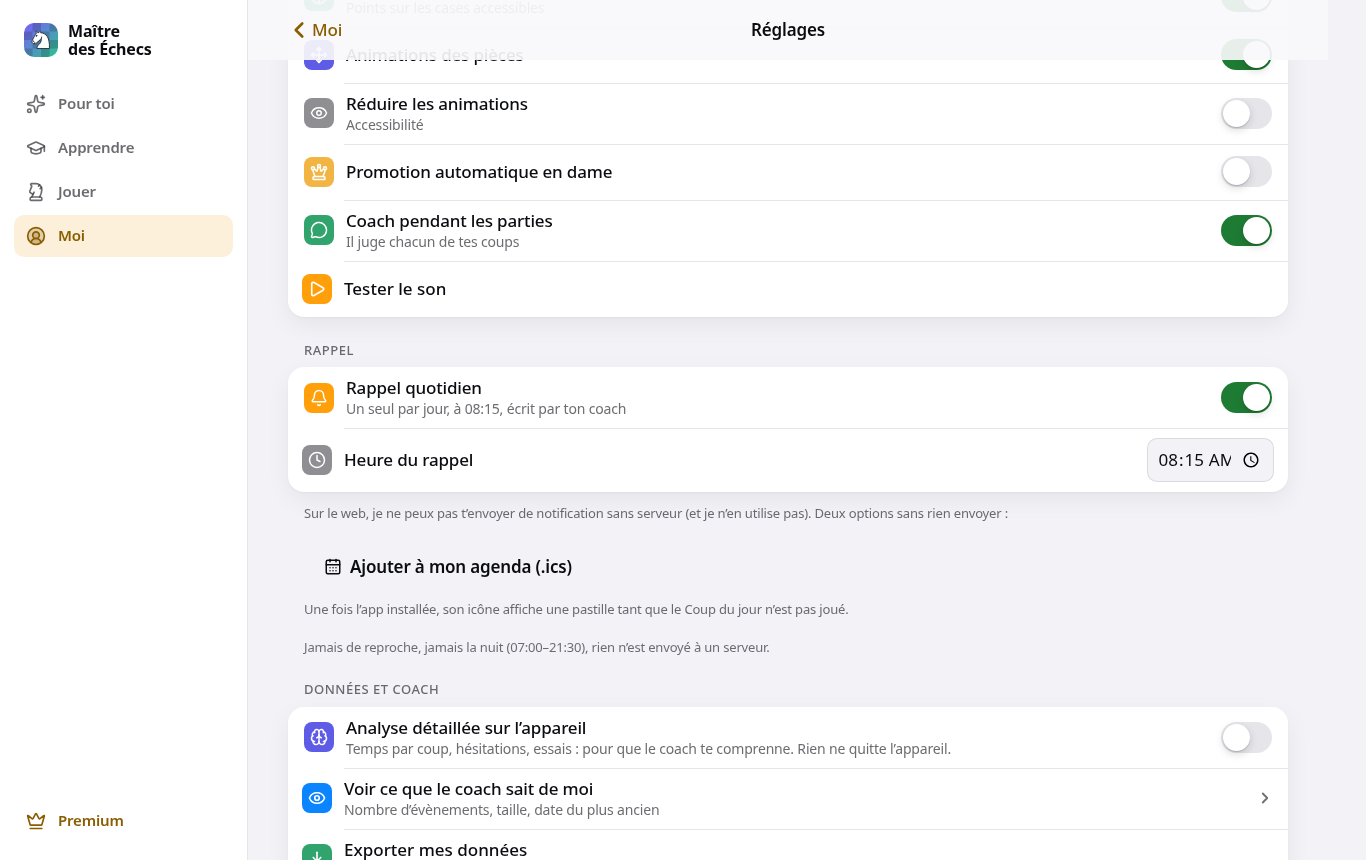 Maître
des Échecs
Pour toi
Apprendre
Jouer
Moi
Premium
Points sur les cases accessibles
Moi
Réglages
Animations des pièces
Réduire les animations
Accessibilité
Promotion automatique en dame
Coach pendant les parties
Il juge chacun de tes coups
Tester le son
RAPPEL
Rappel quotidien
Un seul par jour, à 08:15, écrit par ton coach
Heure du rappel
08:15 AM
Sur le web, je ne peux pas t’envoyer de notification sans serveur (et je n’en utilise pas). Deux options sans rien envoyer :
Ajouter à mon agenda (.ics)
Une fois l’app installée, son icône affiche une pastille tant que le Coup du jour n’est pas joué.
Jamais de reproche, jamais la nuit (07:00–21:30), rien n’est envoyé à un serveur.
DONNÉES ET COACH
Analyse détaillée sur l’appareil
Temps par coup, hésitations, essais : pour que le coach te comprenne. Rien ne quitte l’appareil.
Voir ce que le coach sait de moi
Nombre d’évènements, taille, date du plus ancien
Exporter mes données